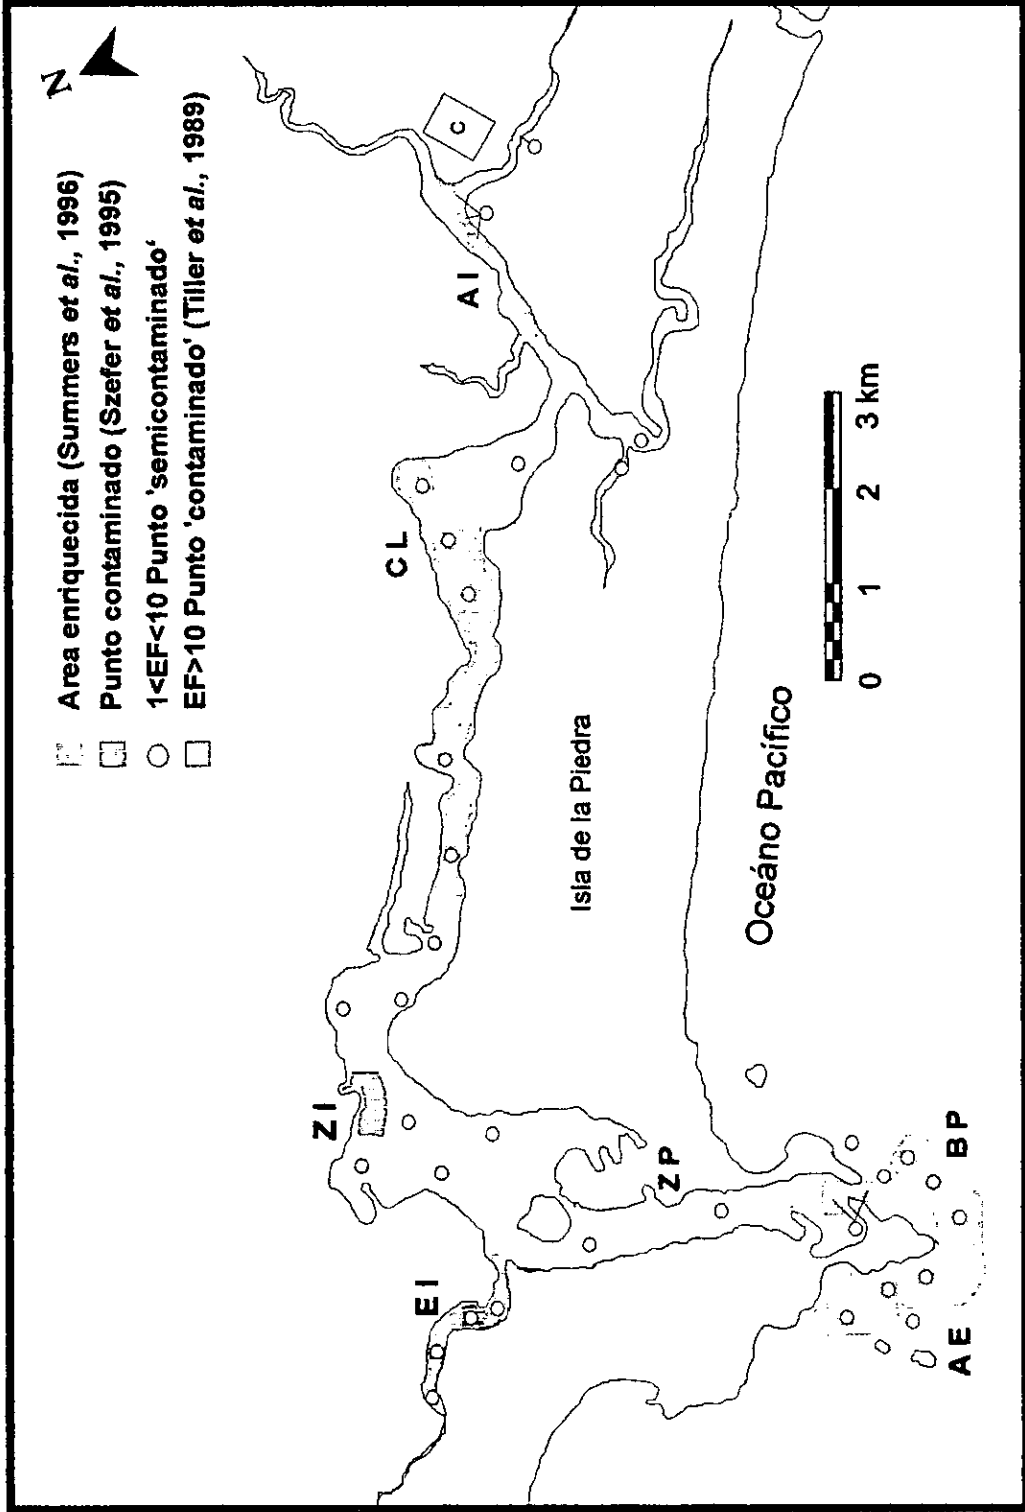 N
Area enriquecida (Summers et al., 1996)
Punto contaminado (Szefer et al., 1995)
1<EF<10 Punto 'semicontaminado'
EF>10 Punto 'contaminado' (Tiller et al., 1989)
C
A I
C L
Z I
E I
Z P
B P
A E
Isla de la Piedra
Oceáno Pacífico
0 1 2 3 km